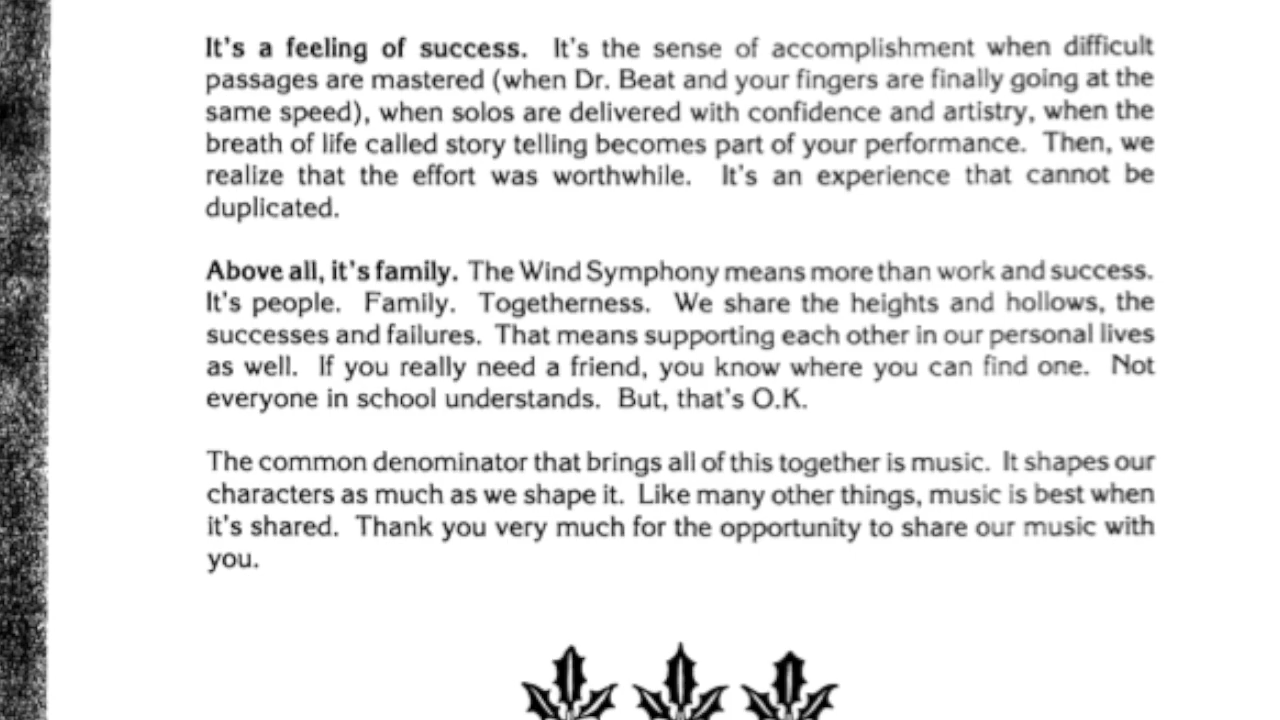 It's a feeling of success. It's the sense of accomplishment when difficult
passages are mastered (when Dr. Beat and your fingers are finally going at the
same speed), when solos are delivered with confidence and artistry, when the
breath of life called story telling becomes part of your performance. Then, we
realize that the effort was worthwhile. It's an experience that cannot be
duplicated.
Above all, it's family. The Wind Symphony means more than work and success.
It's people. Family. Togetherness. We share the heights and hollows, the
successes and failures. That means supporting each other in our personal lives
as well. If you really need a friend, you know where you can find one. Not
everyone in school understands. But, that's O.K.
The common denominator that brings all of this together is music. It shapes our
characters as much as we shape it. Like many other things, music is best when
it's shared. Thank you very much for the opportunity to share our music with
you.